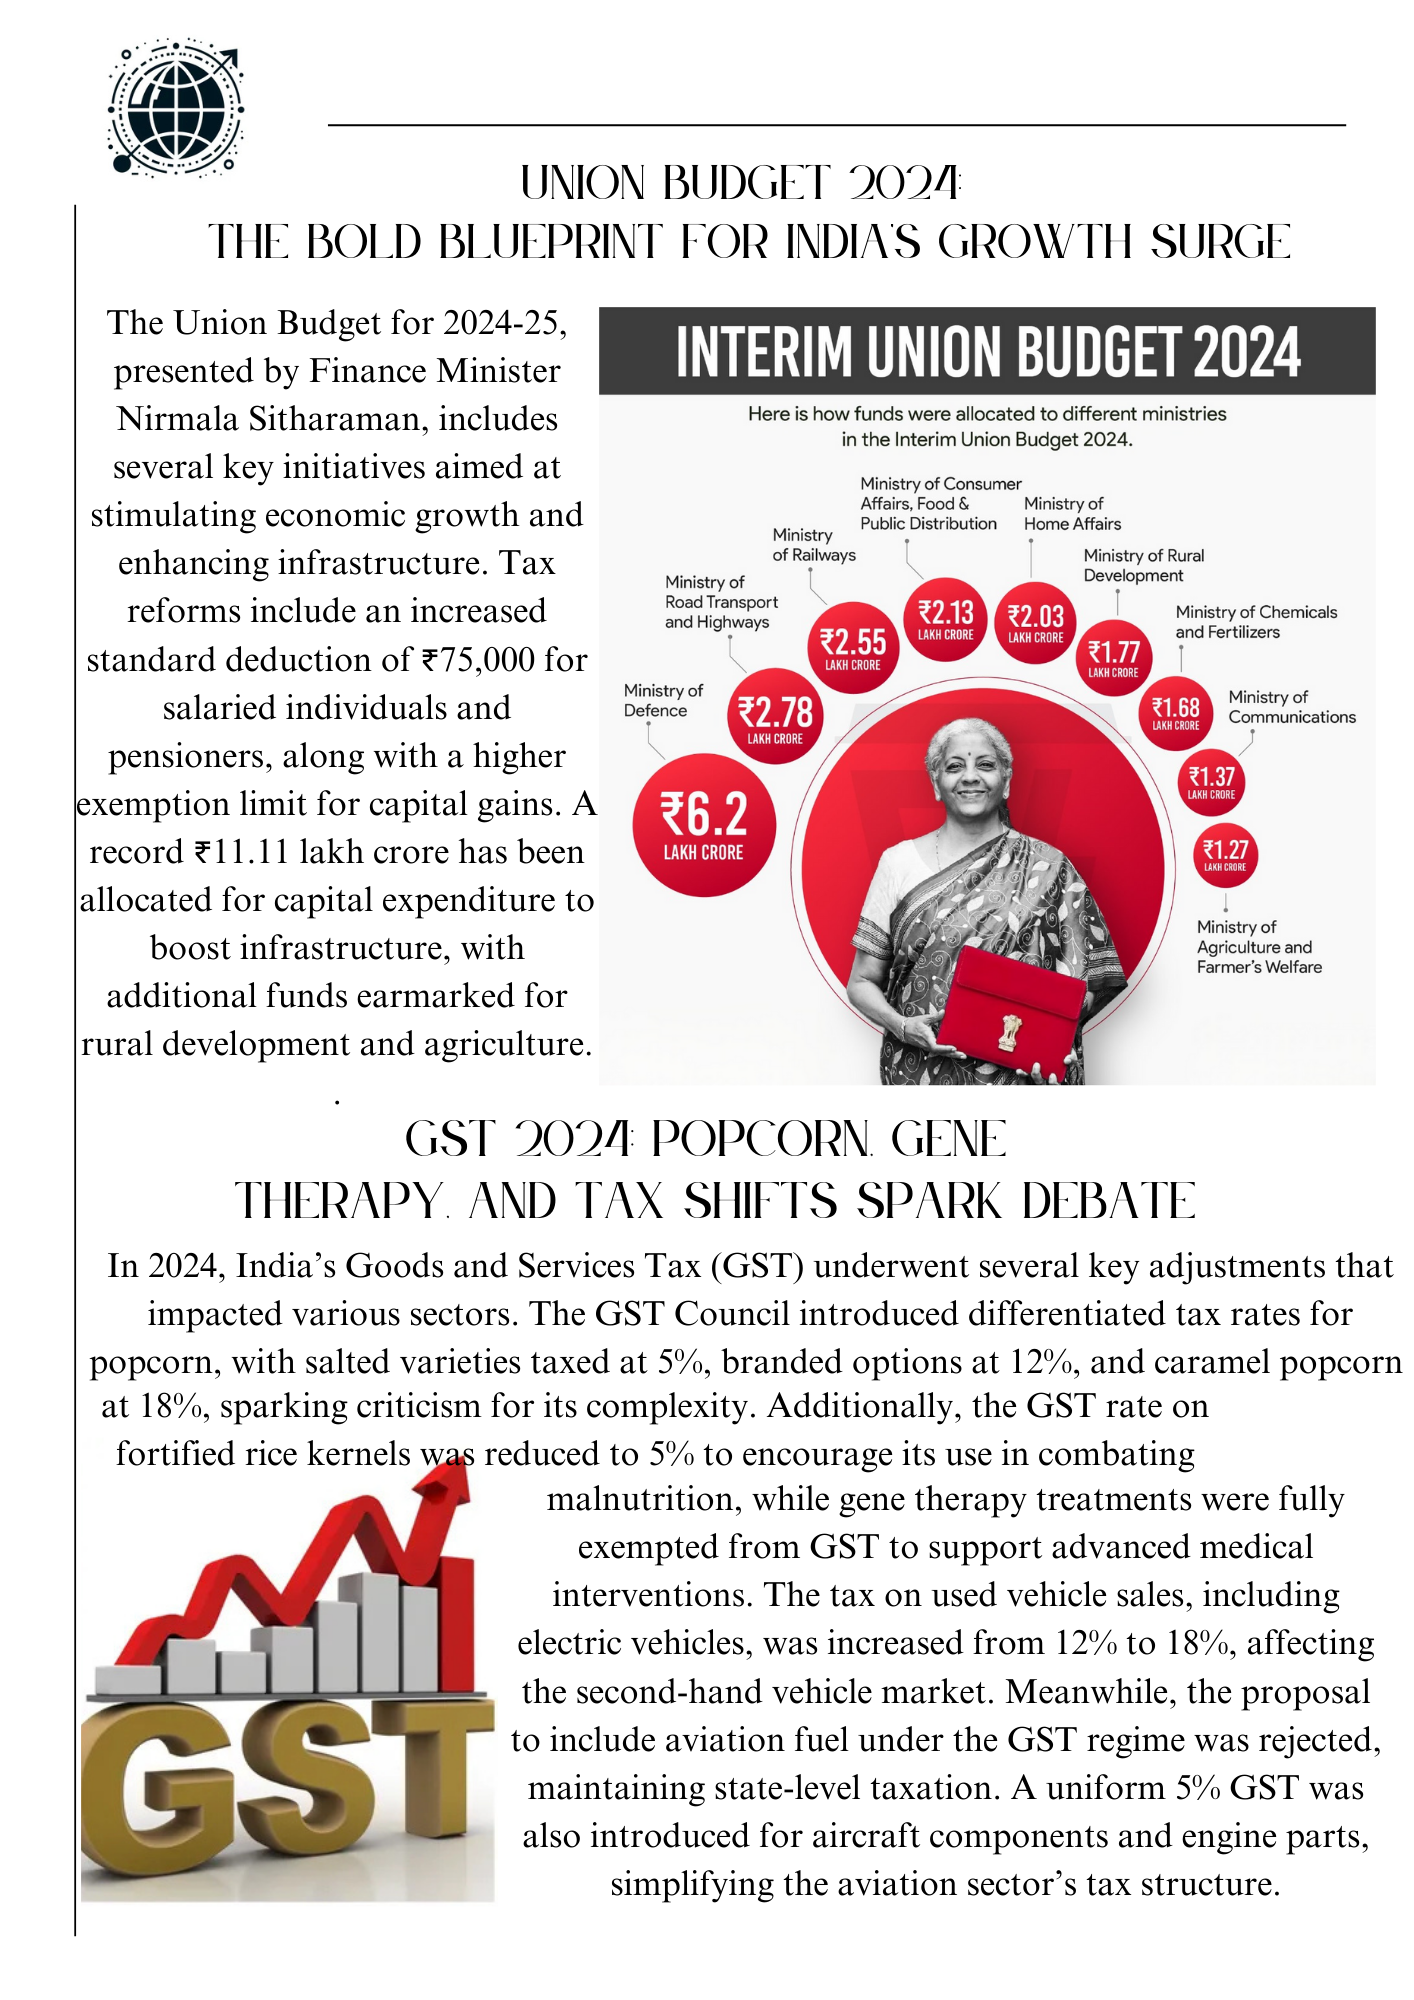 UNION BUDGET 2024:
THE BOLD BLUEPRINT FOR INDIA'S GROWTH SURGE
The Union Budget for 2024-25,
presented by Finance Minister
Nirmala Sitharaman, includes
several key initiatives aimed at
stimulating economic growth and
enhancing infrastructure. Tax
reforms include an increased
standard deduction of ₹75,000 for
salaried individuals and
pensioners, along with a higher
exemption limit for capital gains. A
record ₹11.11 lakh crore has been
allocated for capital expenditure to
boost infrastructure, with
additional funds earmarked for
rural development and agriculture.
.
INTERIM UNION BUDGET 2024
Here is how funds were allocated to different ministries
in the Interim Union Budget 2024.
Ministry of
Defence
₹6.2
LAKH CRORE
Ministry of
Road Transport
and Highways
₹2.78
LAKH CRORE
Ministry
of Railways
₹2.55
LAKH CRORE
Ministry of Consumer
Affairs, Food &
Public Distribution
₹2.13
LAKH CRORE
Ministry of
Home Affairs
₹2.03
LAKH CRORE
Ministry of Rural
Development
₹1.77
LAKH CRORE
Ministry of Chemicals
and Fertilizers
₹1.68
LAKH CRORE
Ministry of
Communications
₹1.37
LAKH CRORE
₹1.27
LAKH CRORE
Ministry of
Agriculture and
Farmer's Welfare
GST 2024: POPCORN, GENE
THERAPY, AND TAX SHIFTS SPARK DEBATE
In 2024, India’s Goods and Services Tax (GST) underwent several key adjustments that
impacted various sectors. The GST Council introduced differentiated tax rates for
popcorn, with salted varieties taxed at 5%, branded options at 12%, and caramel popcorn
at 18%, sparking criticism for its complexity. Additionally, the GST rate on
fortified rice kernels was reduced to 5% to encourage its use in combating
malnutrition, while gene therapy treatments were fully
exempted from GST to support advanced medical
interventions. The tax on used vehicle sales, including
electric vehicles, was increased from 12% to 18%, affecting
the second-hand vehicle market. Meanwhile, the proposal
to include aviation fuel under the GST regime was rejected,
maintaining state-level taxation. A uniform 5% GST was
also introduced for aircraft components and engine parts,
simplifying the aviation sector’s tax structure.
GST